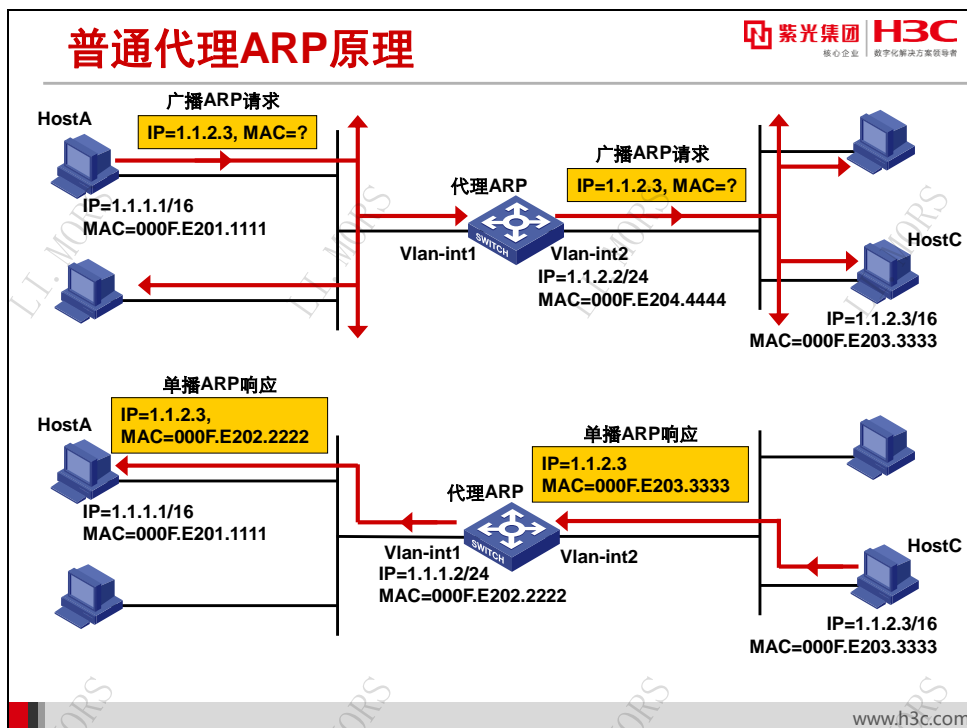 普通代理ARP原理
紫光集团
核心企业
H3C
数字化解决方案领导者
广播ARP请求
HostA
IP=1.1.2.3, MAC=?
IP=1.1.1.1/16
MAC=000F.E201.1111
代理ARP
SWITCH
Vlan-int1
广播ARP请求
IP=1.1.2.3, MAC=?
Vlan-int2
IP=1.1.2.2/24
MAC=000F.E204.4444
HostC
IP=1.1.2.3/16
MAC=000F.E203.3333
单播ARP响应
HostA
IP=1.1.2.3,
MAC=000F.E202.2222
IP=1.1.1.1/16
MAC=000F.E201.1111
代理ARP
SWITCH
Vlan-int1
IP=1.1.1.2/24
MAC=000F.E202.2222
单播ARP响应
IP=1.1.2.3
MAC=000F.E203.3333
Vlan-int2
HostC
IP=1.1.2.3/16
MAC=000F.E203.3333
LI.MORS
LI.MORS
LI.MORS
MORS
MORS
MORS
www.h3c.com